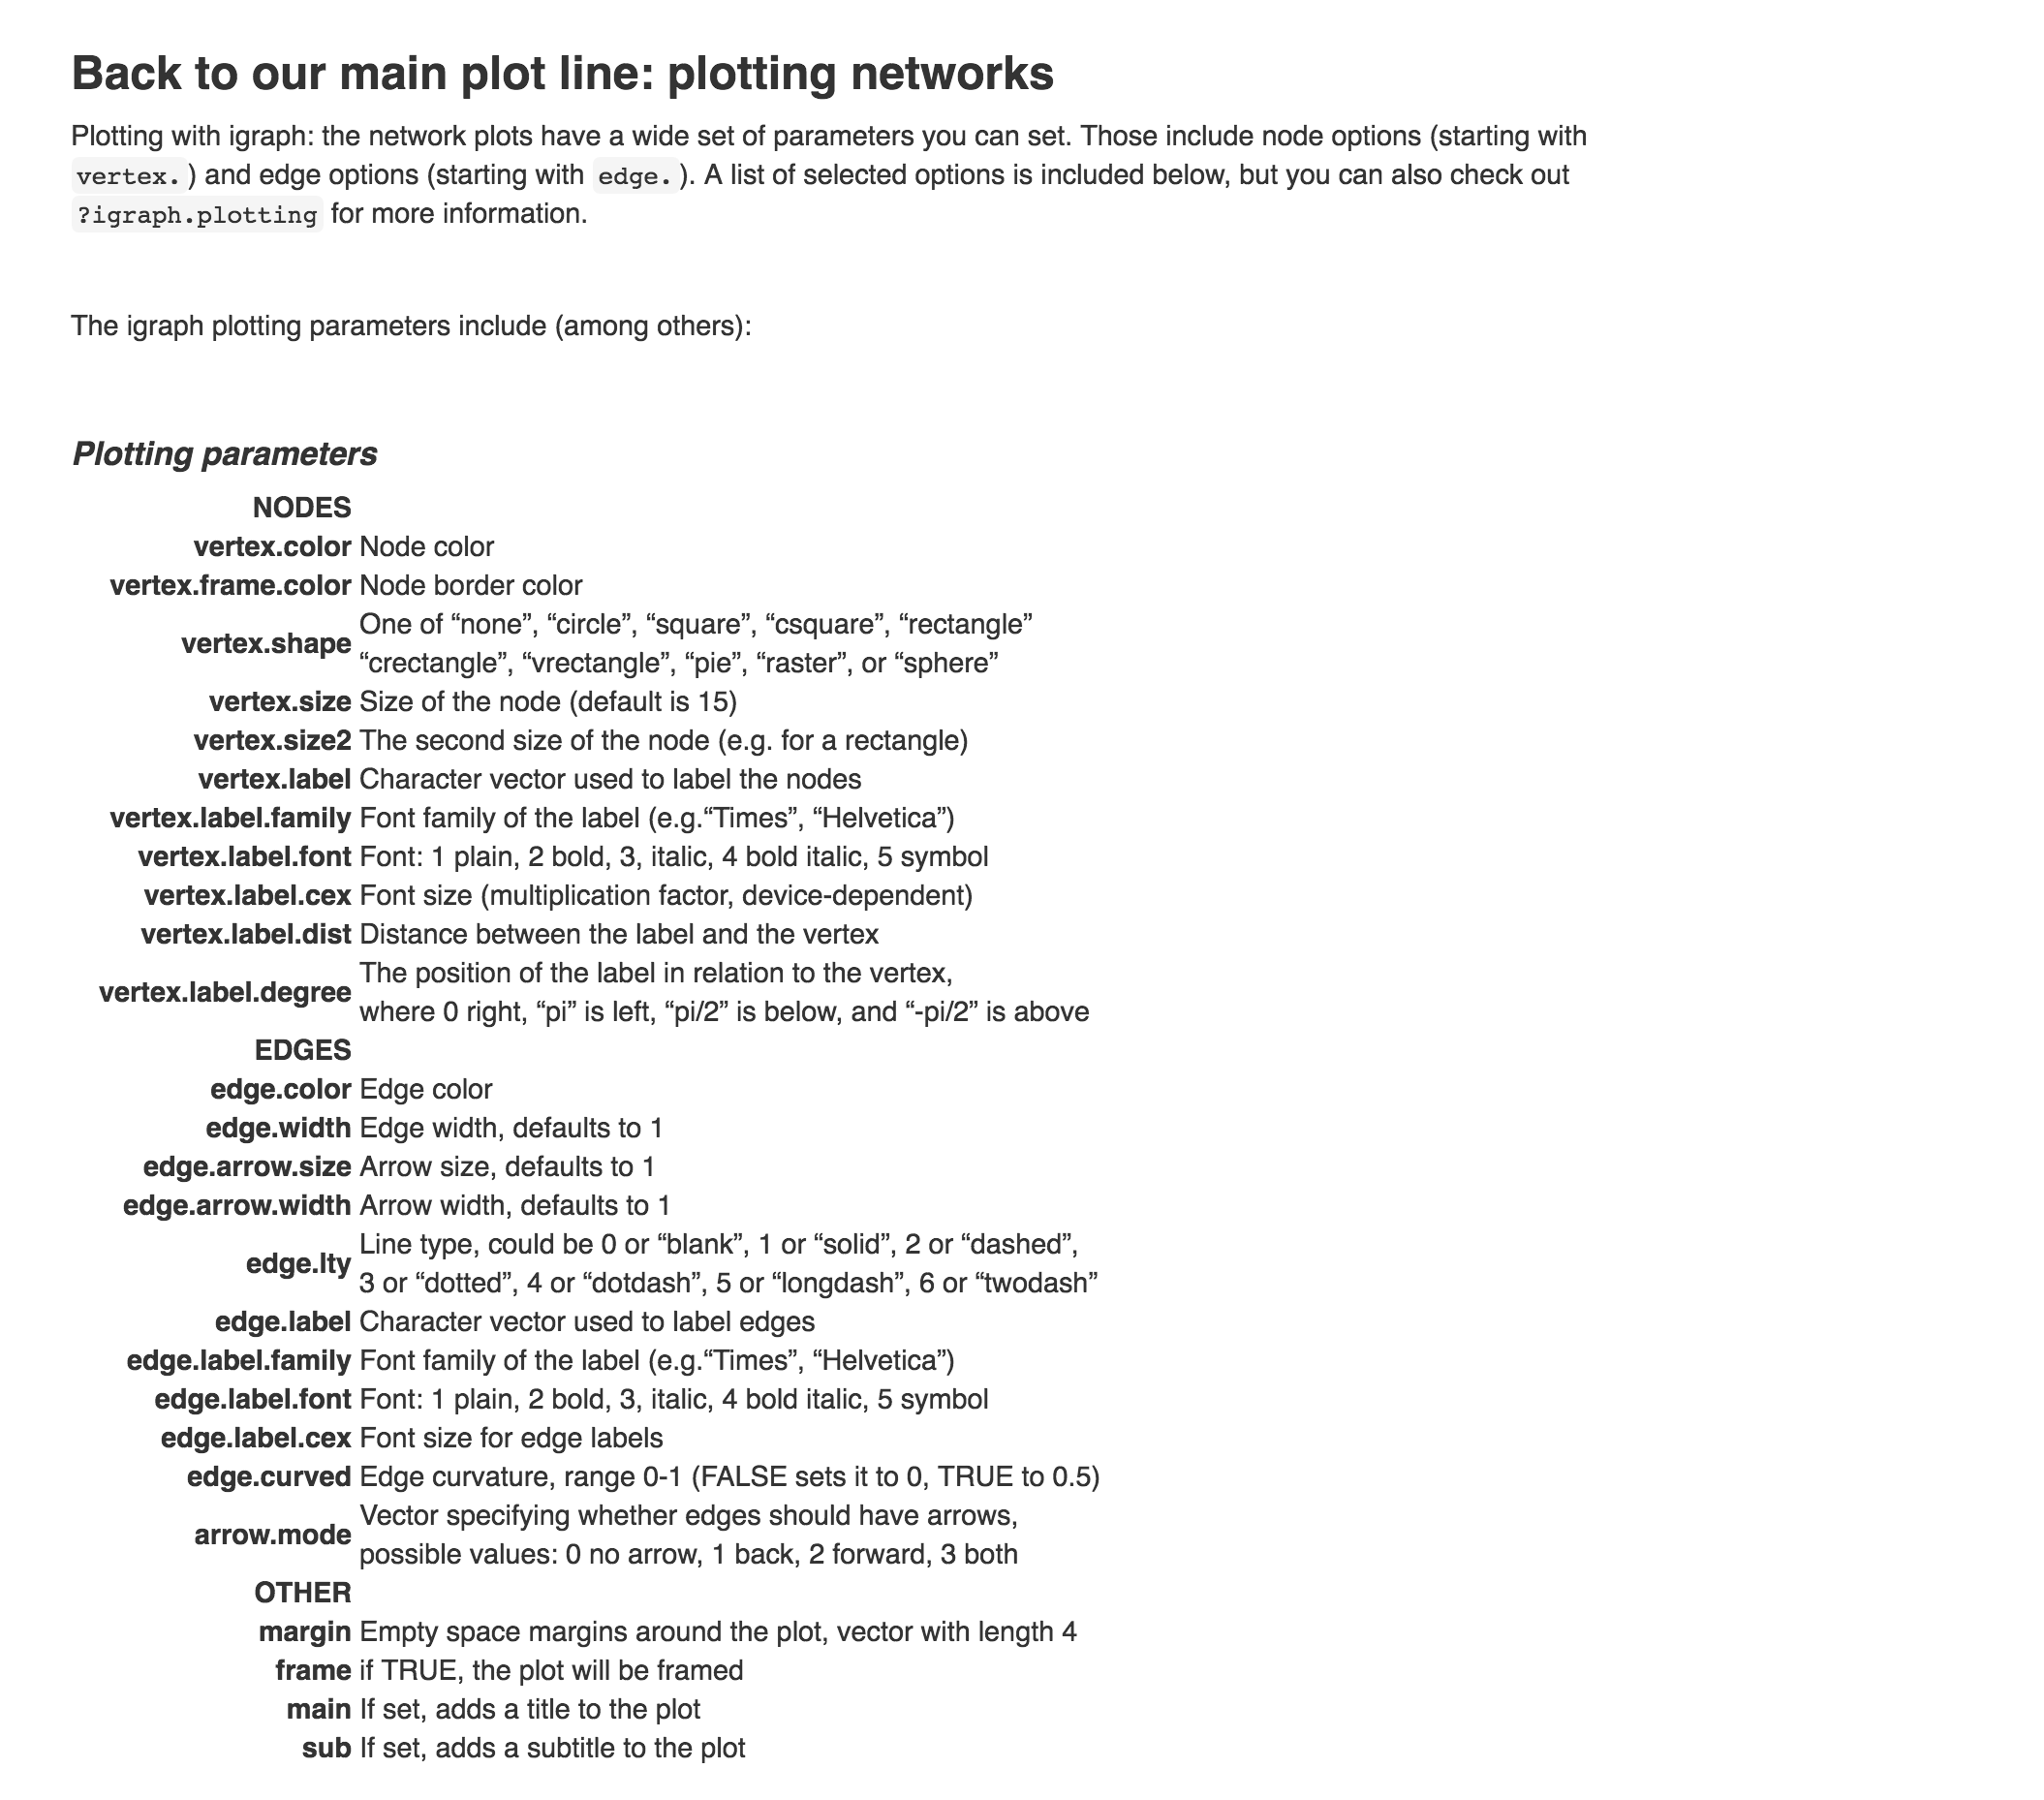 Back to our main plot line: plotting networks
Plotting with igraph: the network plots have a wide set of parameters you can set. Those include node options (starting with
vertex. ) and edge options (starting with edge. ). A list of selected options is included below, but you can also check out
?igraph.plotting for more information.
The igraph plotting parameters include (among others):
Plotting parameters
NODES
vertex.color Node color
vertex.frame.color Node border color
vertex.shape One of “none”, “circle”, “square”, “csquare”, “rectangle”
“crectangle”, “vrectangle”, “pie”, “raster”, or “sphere”
vertex.size Size of the node (default is 15)
vertex.size2 The second size of the node (e.g. for a rectangle)
vertex.label Character vector used to label the nodes
vertex.label.family Font family of the label (e.g.“Times”, “Helvetica”)
vertex.label.font Font: 1 plain, 2 bold, 3, italic, 4 bold italic, 5 symbol
vertex.label.cex Font size (multiplication factor, device-dependent)
vertex.label.dist Distance between the label and the vertex
vertex.label.degree The position of the label in relation to the vertex,
where 0 right, “pi” is left, “pi/2” is below, and “-pi/2” is above
EDGES
edge.color Edge color
edge.width Edge width, defaults to 1
edge.arrow.size Arrow size, defaults to 1
edge.arrow.width Arrow width, defaults to 1
edge.lty Line type, could be 0 or “blank”, 1 or “solid”, 2 or “dashed”,
3 or “dotted”, 4 or “dotdash”, 5 or “longdash”, 6 or “twodash”
edge.label Character vector used to label edges
edge.label.family Font family of the label (e.g.“Times”, “Helvetica”)
edge.label.font Font: 1 plain, 2 bold, 3, italic, 4 bold italic, 5 symbol
edge.label.cex Font size for edge labels
edge.curved Edge curvature, range 0-1 (FALSE sets it to 0, TRUE to 0.5)
arrow.mode Vector specifying whether edges should have arrows,
possible values: 0 no arrow, 1 back, 2 forward, 3 both
OTHER
margin Empty space margins around the plot, vector with length 4
frame if TRUE, the plot will be framed
main If set, adds a title to the plot
sub If set, adds a subtitle to the plot